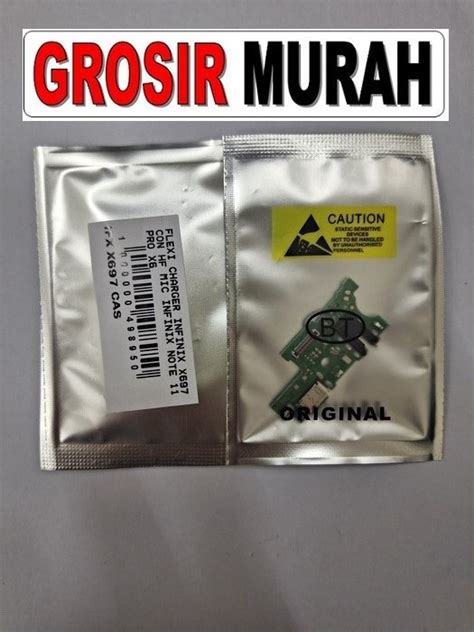 GROSIR MURAH
FLEXI CHARGER INFINIX X697
CON HF MIC INFINIX NOTE 11
PRO X6
1000000498950
X697 CAS
CAUTION
STATIC SENSITIVE
DEVICES
NOT TO BE HANDLED
BY UNAUTHORISED
PERSONNEL
BT
ORIGINAL